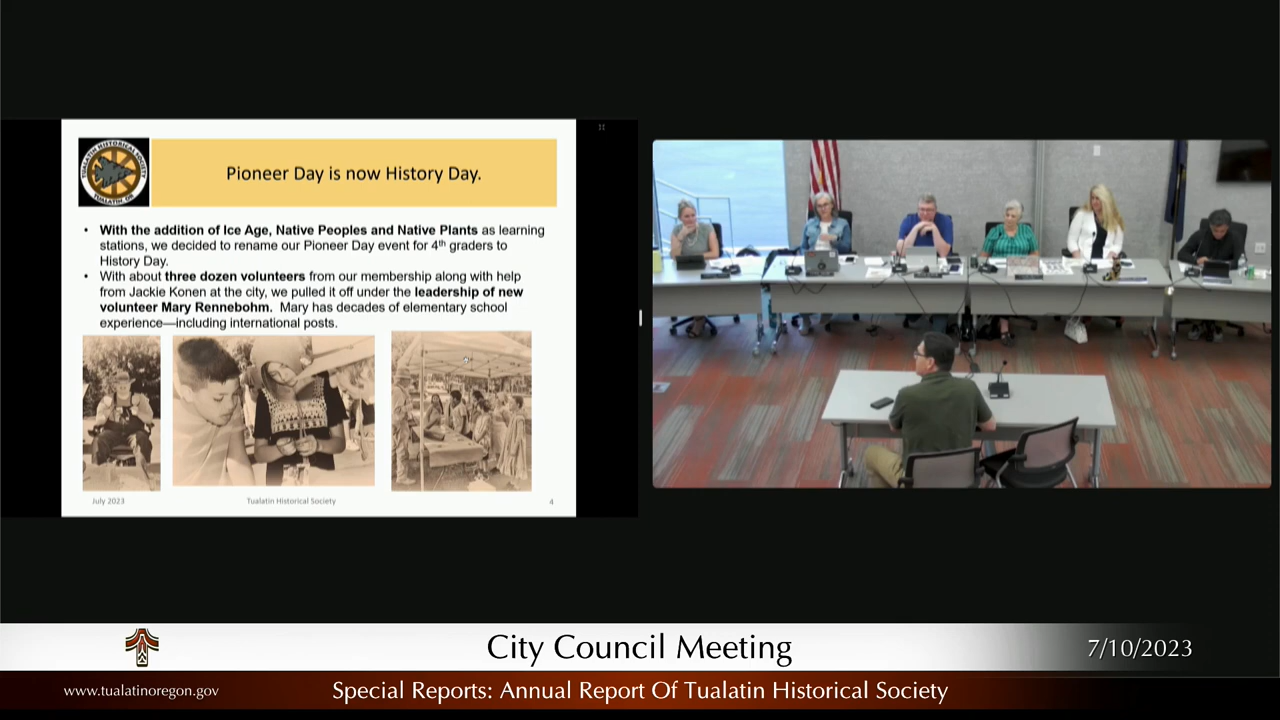 TUALATIN HISTORICAL SOCIETY
TUALATIN, OR
Pioneer Day is now History Day.
• With the addition of Ice Age, Native Peoples and Native Plants as learning
stations, we decided to rename our Pioneer Day event for 4th graders to
History Day.
• With about three dozen volunteers from our membership along with help
from Jackie Konen at the city, we pulled it off under the leadership of new
volunteer Mary Rennebohm. Mary has decades of elementary school
experience—including international posts.
July 2023
Tualatin Historical Society
4
City Council Meeting
7/10/2023
www.tualatinoregon.gov
Special Reports: Annual Report Of Tualatin Historical Society